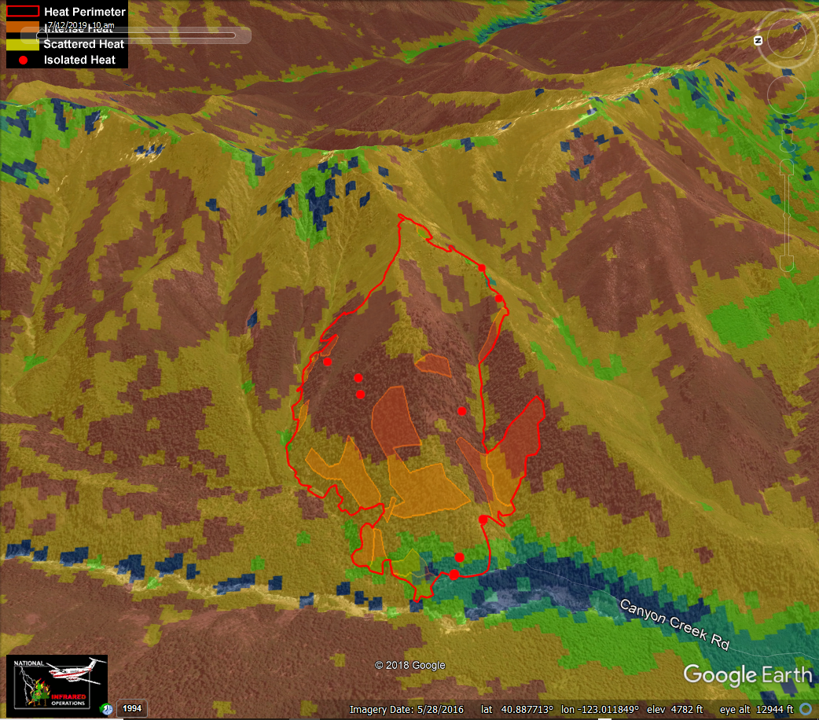 Heat Perimeter
7/12/2019 10 am
Intense Heat
Scattered Heat
Isolated Heat
N
Canyon Creek Rd
© 2018 Google
Google Earth
NATIONAL
INFRARED
OPERATIONS
1994
Imagery Date: 5/28/2016 lat 40.887713° lon -123.011849° elev 4782 ft eye alt 12944 ft